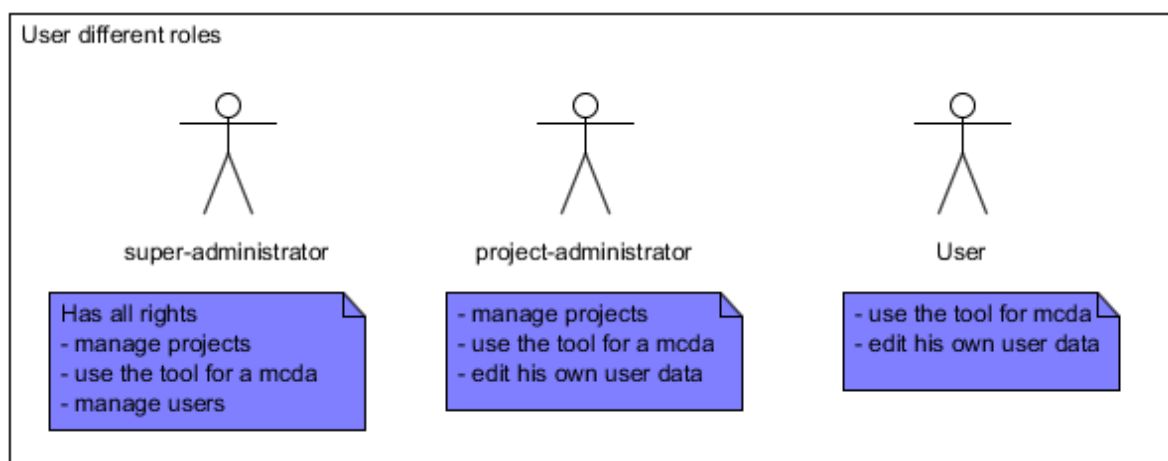 User different roles
super-administrator
project-administrator
User
Has all rights
- manage projects
- use the tool for a mcda
- manage users
- manage projects
- use the tool for a mcda
- edit his own user data
- use the tool for mcda
- edit his own user data